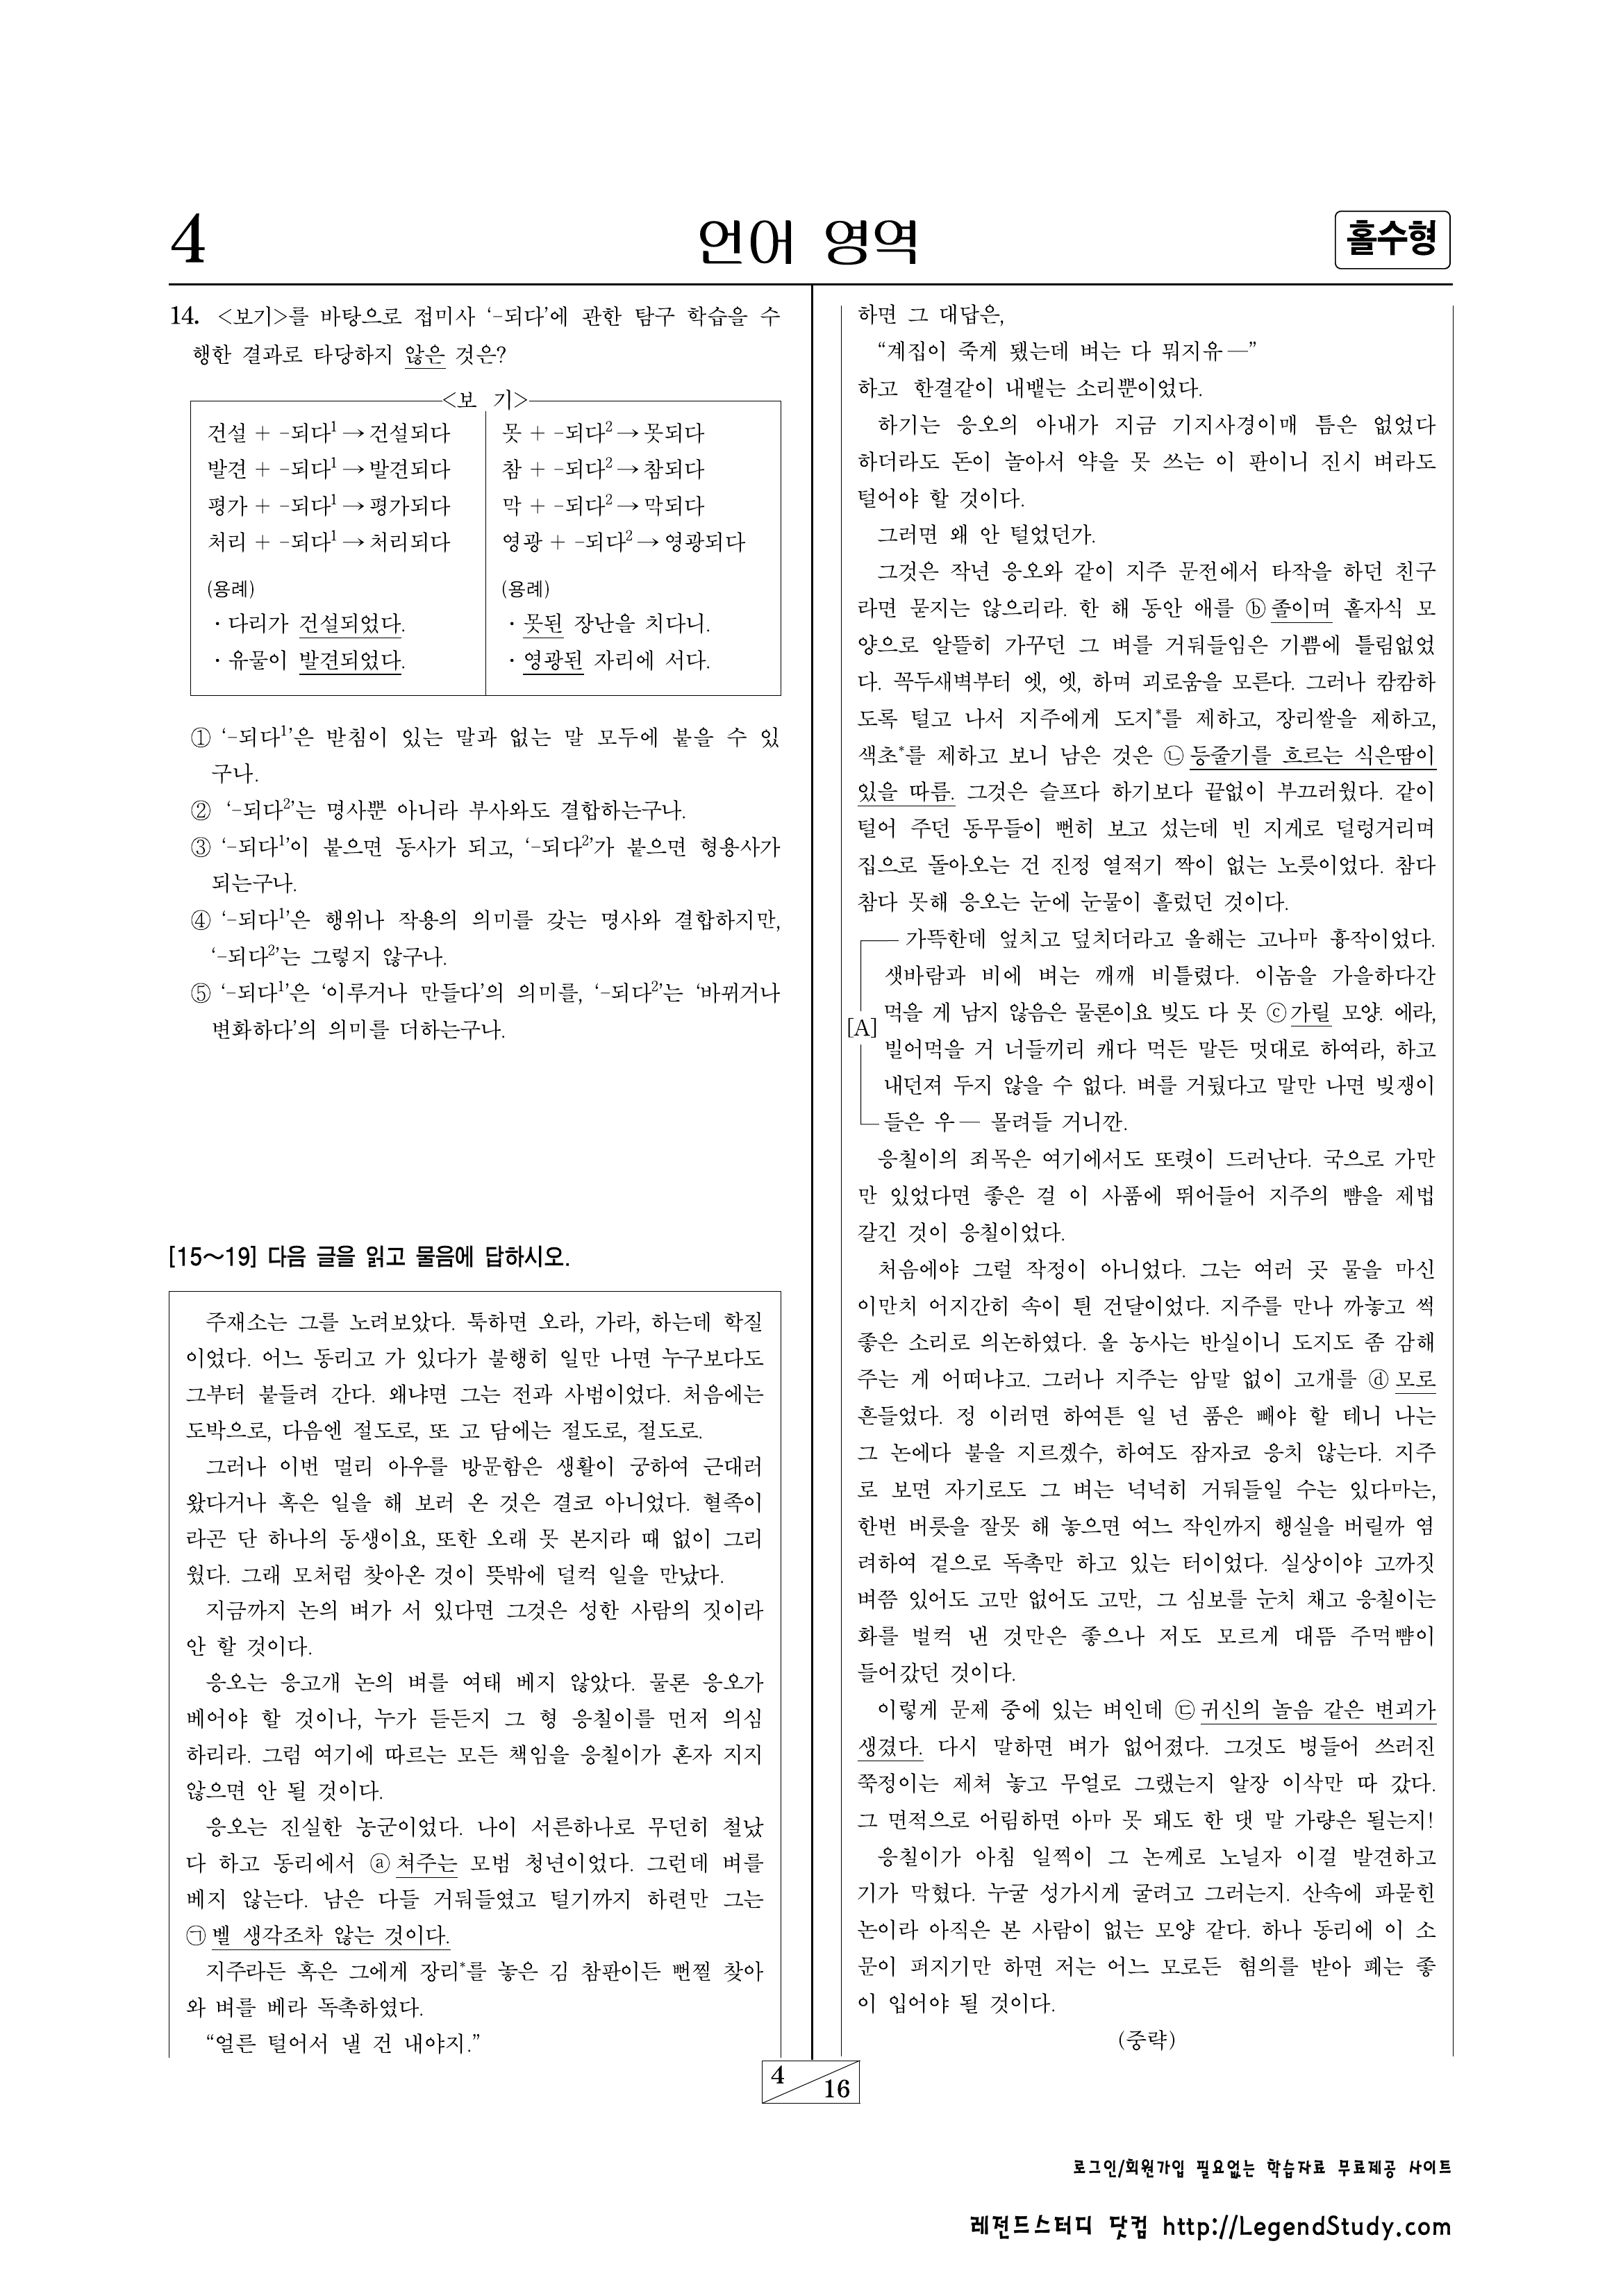 4
언어 영역
홀수형
14. <보기>를 바탕으로 접미사 ‘-되다’에 관한 탐구 학습을 수
행한 결과로 타당하지 않은 것은?
<보 기>
건설 + -되다¹ → 건설되다
발견 + -되다¹ → 발견되다
평가 + -되다¹ → 평가되다
처리 + -되다¹ → 처리되다
(용례)
· 다리가 건설되었다.
· 유물이 발견되었다.
못 + -되다² → 못되다
참 + -되다² → 참되다
막 + -되다² → 막되다
영광 + -되다² → 영광되다
(용례)
· 못된 장난을 치다니.
· 영광된 자리에 서다.
① ‘-되다¹’은 받침이 있는 말과 없는 말 모두에 붙을 수 있
구나.
② ‘-되다²’는 명사뿐 아니라 부사와도 결합하는구나.
③ ‘-되다¹’이 붙으면 동사가 되고, ‘-되다²’가 붙으면 형용사가
되는구나.
④ ‘-되다¹’은 행위나 작용의 의미를 갖는 명사와 결합하지만,
‘-되다²’는 그렇지 않구나.
⑤ ‘-되다¹’은 ‘이루거나 만들다’의 의미를, ‘-되다²’는 ‘바뀌거나
변화하다’의 의미를 더하는구나.
[15～19] 다음 글을 읽고 물음에 답하시오.
주재소는 그를 노려보았다. 툭하면 오라, 가라, 하는데 학질
이었다. 어느 동리고 가 있다가 불행히 일만 나면 누구보다도
그부터 붙들려 간다. 왜냐면 그는 전과 사범이었다. 처음에는
도박으로, 다음엔 절도로, 또 고 담에는 절도로, 절도로.
그러나 이번 멀리 아우를 방문함은 생활이 궁하여 근대러
왔다거나 혹은 일을 해 보러 온 것은 결코 아니었다. 혈족이
라곤 단 하나의 동생이요, 또한 오래 못 본지라 때 없이 그리
웠다. 그래 모처럼 찾아온 것이 뜻밖에 덜컥 일을 만났다.
지금까지 논의 벼가 서 있다면 그것은 성한 사람의 짓이라
안 할 것이다.
응오는 응고개 논의 벼를 여태 베지 않았다. 물론 응오가
베어야 할 것이나, 누가 듣든지 그 형 응칠이를 먼저 의심
하리라. 그럼 여기에 따르는 모든 책임을 응칠이가 혼자 지지
않으면 안 될 것이다.
응오는 진실한 농군이었다. 나이 서른하나로 무던히 철났
다 하고 동리에서 ⓐ쳐주는 모범 청년이었다. 그런데 벼를
베지 않는다. 남은 다들 거둬들였고 털기까지 하련만 그는
㉠벨 생각조차 않는 것이다.
지주라든 혹은 그에게 장리*를 놓은 김 참판이든 뻔찔 찾아
와 벼를 베라 독촉하였다.
“얼른 털어서 낼 건 내야지.”
하면 그 대답은,
“계집이 죽게 됐는데 벼는 다 뭐지유―”
하고 한결같이 내뱉는 소리뿐이었다.
하기는 응오의 아내가 지금 기지사경이매 틈은 없었다
하더라도 돈이 놀아서 약을 못 쓰는 이 판이니 진시 벼라도
털어야 할 것이다.
그러면 왜 안 털었던가.
그것은 작년 응오와 같이 지주 문전에서 타작을 하던 친구
라면 묻지는 않으리라. 한 해 동안 애를 ⓑ졸이며 홑자식 모
양으로 알뜰히 가꾸던 그 벼를 거둬들임은 기쁨에 틀림없었
다. 꼭두새벽부터 엣, 엣, 하며 괴로움을 모른다. 그러나 캄캄하
도록 털고 나서 지주에게 도지*를 제하고, 장리쌀을 제하고,
색초*를 제하고 보니 남은 것은 ㉡등줄기를 흐르는 식은땀이
있을 따름. 그것은 슬프다 하기보다 끝없이 부끄러웠다. 같이
털어 주던 동무들이 뻔히 보고 섰는데 빈 지게로 덜렁거리며
집으로 돌아오는 건 진정 열적기 짝이 없는 노릇이었다. 참다
참다 못해 응오는 눈에 눈물이 흘렀던 것이다.
가뜩한데 엎치고 덮치더라고 올해는 고나마 흉작이었다.
샛바람과 비에 벼는 깨깨 비틀렸다. 이놈을 가을하다간
[A] 먹을 게 남지 않음은 물론이요 빚도 다 못 ⓒ가릴 모양. 에라,
빌어먹을 거 너들끼리 캐다 먹든 말든 멋대로 하여라, 하고
내던져 두지 않을 수 없다. 벼를 거뒀다고 말만 나면 빚쟁이
들은 우― 몰려들 거니깐.
응칠이의 죄목은 여기에서도 또렷이 드러난다. 국으로 가만
만 있었다면 좋은 걸 이 사품에 뛰어들어 지주의 뺨을 제법
갈긴 것이 응칠이었다.
처음에야 그럴 작정이 아니었다. 그는 여러 곳 물을 마신
이만치 어지간히 속이 틘 건달이었다. 지주를 만나 까놓고 썩
좋은 소리로 의논하였다. 올 농사는 반실이니 도지도 좀 감해
주는 게 어떠냐고. 그러나 지주는 암말 없이 고개를 ⓓ모로
흔들었다. 정 이러면 하여튼 일 년 품은 빼야 할 테니 나는
그 논에다 불을 지르겠수, 하여도 잠자코 응치 않는다. 지주
로 보면 자기로도 그 벼는 넉넉히 거둬들일 수는 있다마는,
한번 버릇을 잘못 해 놓으면 여느 작인까지 행실을 버릴까 염
려하여 겉으로 독촉만 하고 있는 터이었다. 실상이야 고까짓
벼쯤 있어도 고만 없어도 고만, 그 심보를 눈치 채고 응칠이는
화를 벌컥 낸 것만은 좋으나 저도 모르게 대뜸 주먹뺨이
들어갔던 것이다.
이렇게 문제 중에 있는 벼인데 ㉢귀신의 놀음 같은 변괴가
생겼다. 다시 말하면 벼가 없어졌다. 그것도 병들어 쓰러진
쭉정이는 제쳐 놓고 무얼로 그랬는지 알장 이삭만 따 갔다.
그 면적으로 어림하면 아마 못 돼도 한 댓 말 가량은 될는지!
응칠이가 아침 일찍이 그 논께로 노닐자 이걸 발견하고
기가 막혔다. 누굴 성가시게 굴려고 그러는지. 산속에 파묻힌
논이라 아직은 본 사람이 없는 모양 같다. 하나 동리에 이 소
문이 퍼지기만 하면 저는 어느 모로든 혐의를 받아 폐는 좋
이 입어야 될 것이다.
(중략)
4
16
로그인/회원가입 필요없는 학습자료 무료제공 사이트
레전드스터디 닷컴 http://LegendStudy.com